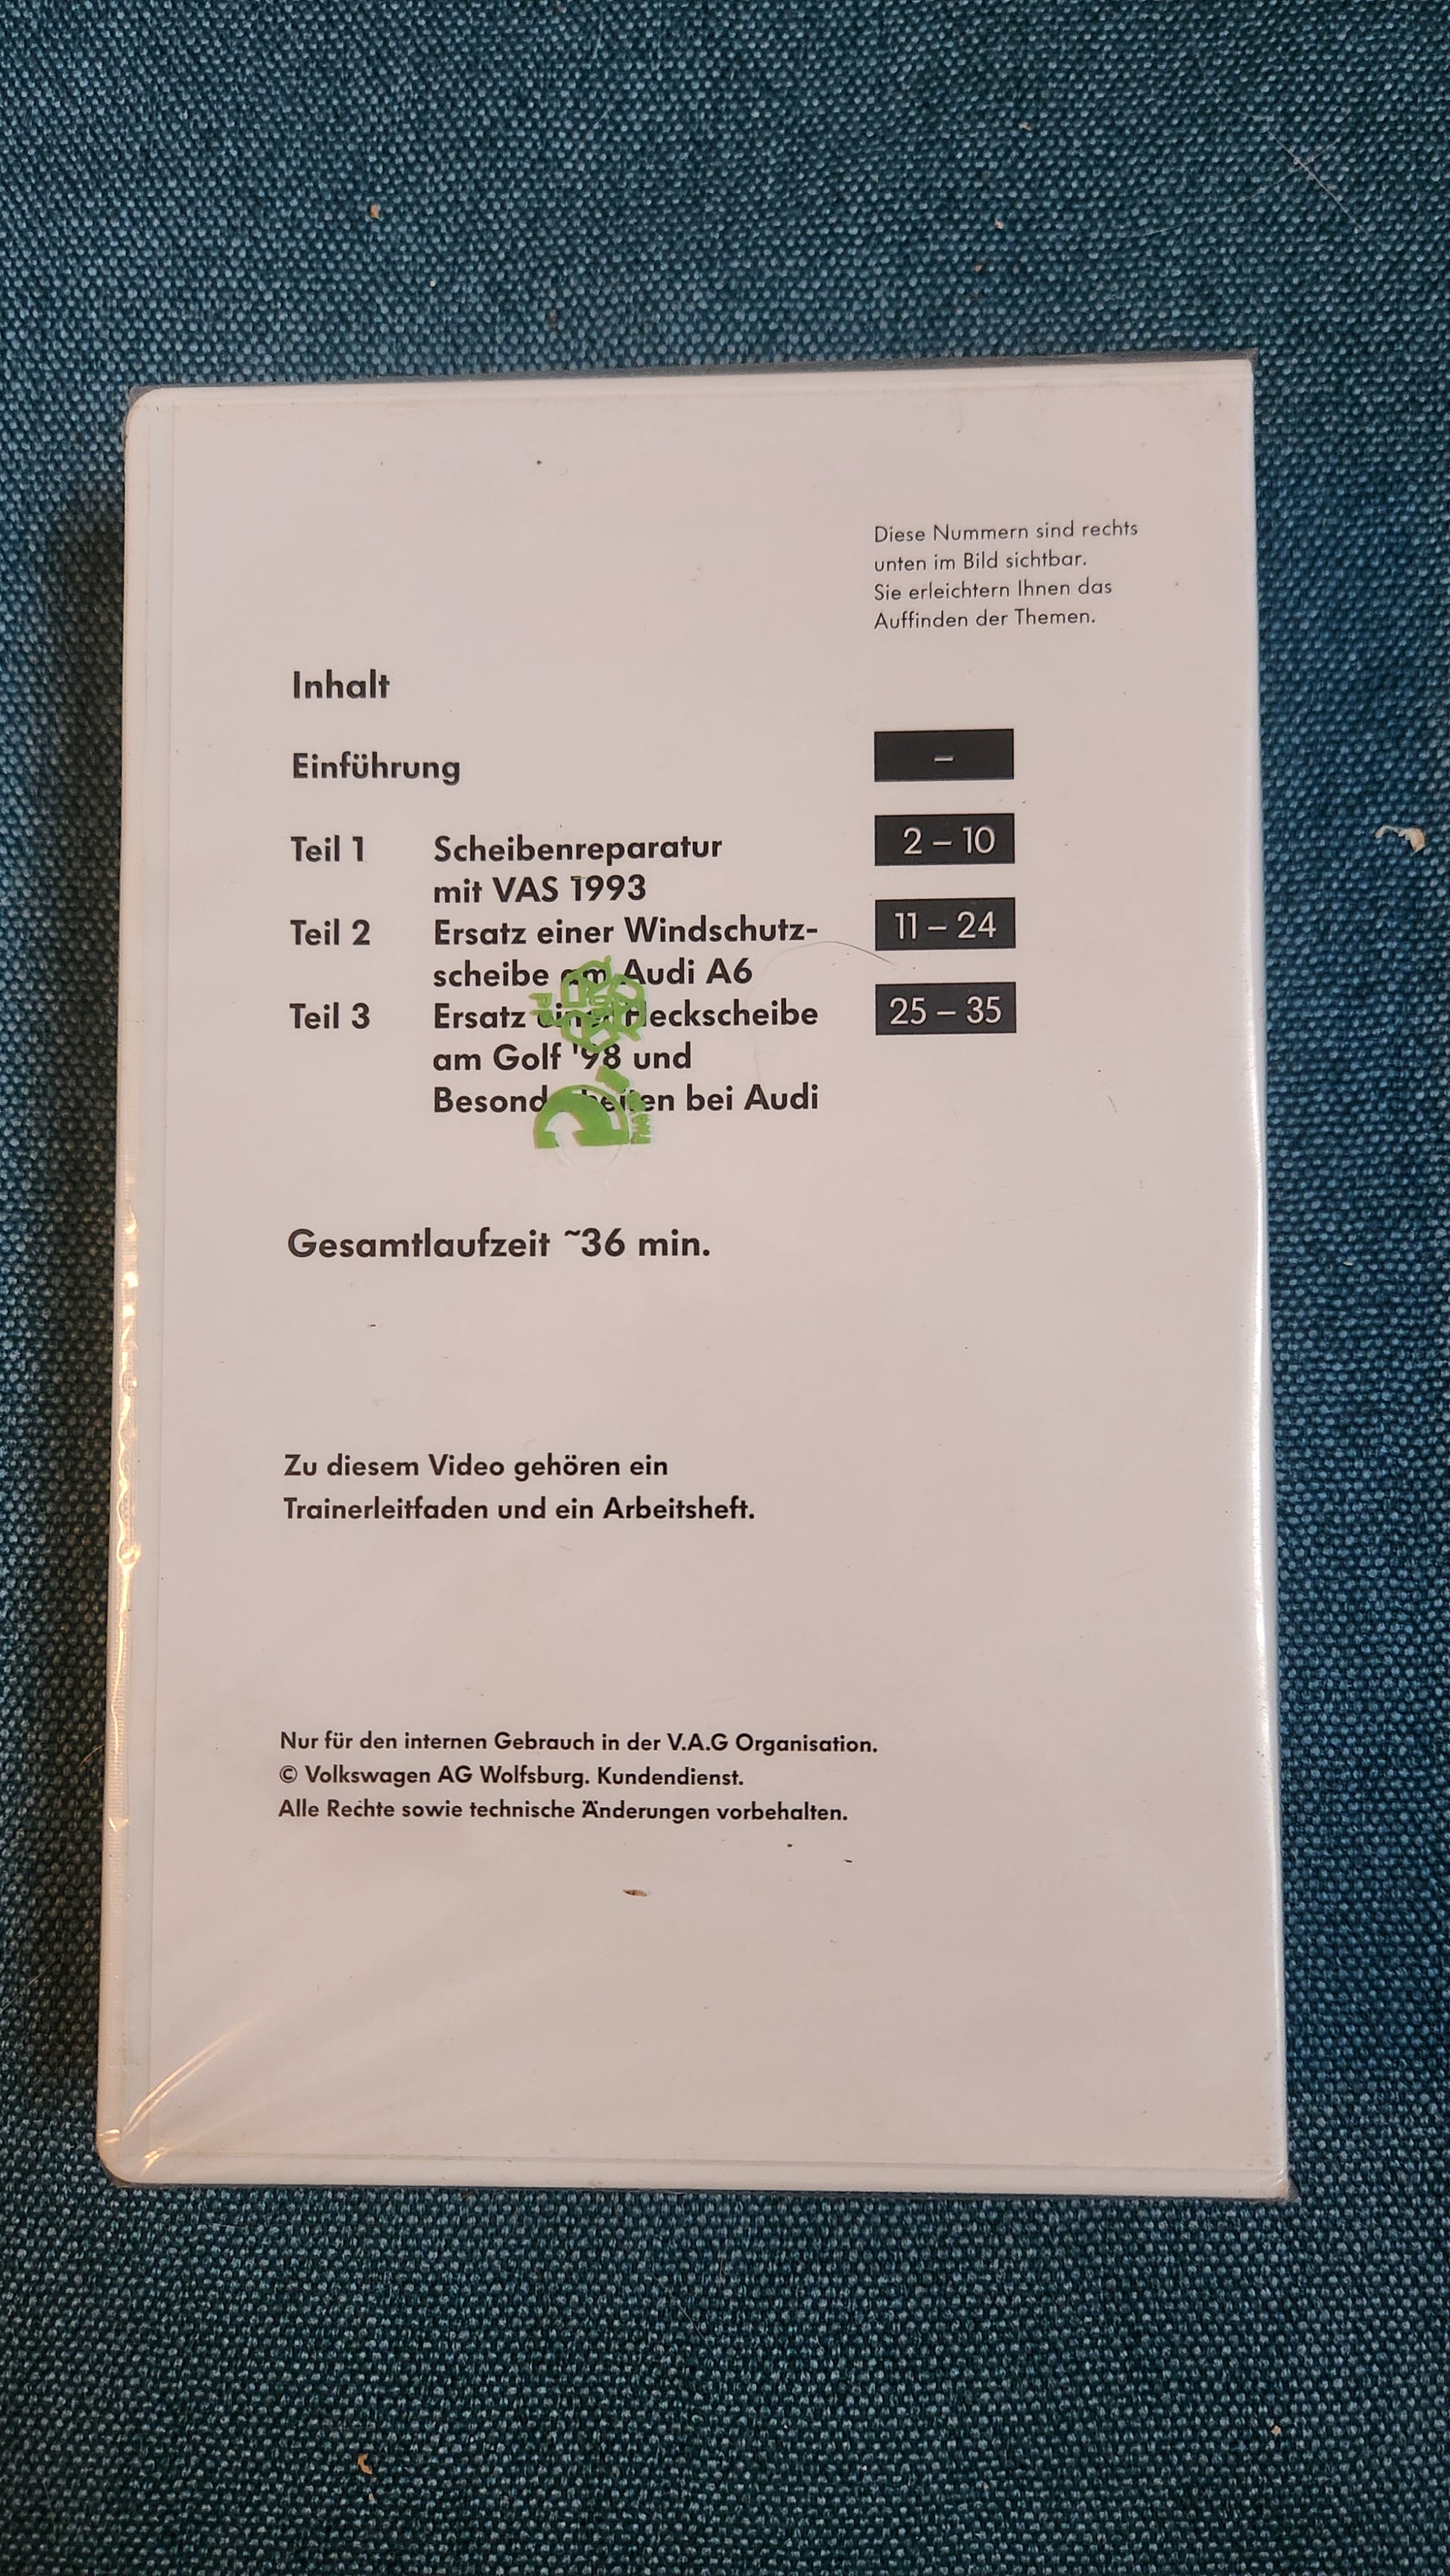 Diese Nummern sind rechts
unten im Bild sichtbar.
Sie erleichtern Ihnen das
Auffinden der Themen.
Inhalt
Einführung –
Teil 1 Scheibenreparatur 2 – 10
mit VAS 1993
Teil 2 Ersatz einer Windschutz- 11 – 24
scheibe am Audi A6
Teil 3 Ersatz einer Heckscheibe 25 – 35
am Golf '98 und
Besonderheiten bei Audi
Gesamtlaufzeit ~36 min.
Zu diesem Video gehören ein
Trainerleitfaden und ein Arbeitsheft.
Nur für den internen Gebrauch in der V.A.G Organisation.
© Volkswagen AG Wolfsburg. Kundendienst.
Alle Rechte sowie technische Änderungen vorbehalten.